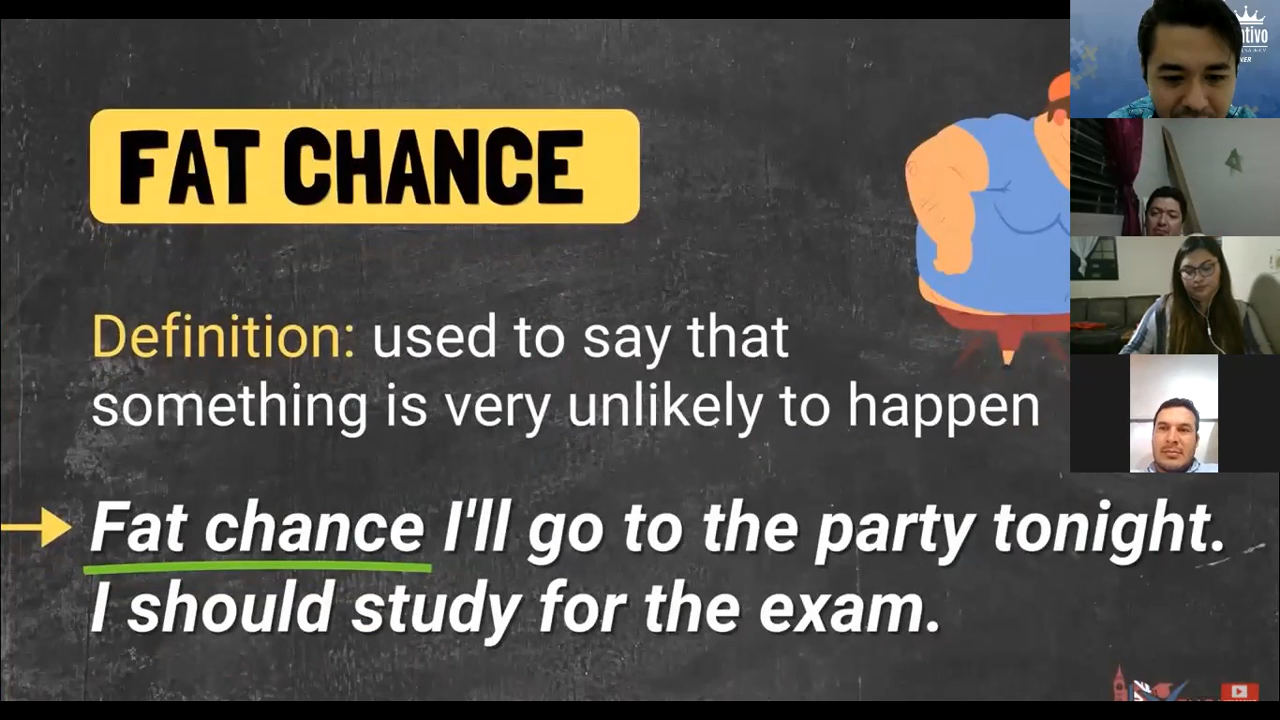 FAT CHANCE
Definition: used to say that
something is very unlikely to happen
Fat chance I'll go to the party tonight.
I should study for the exam.